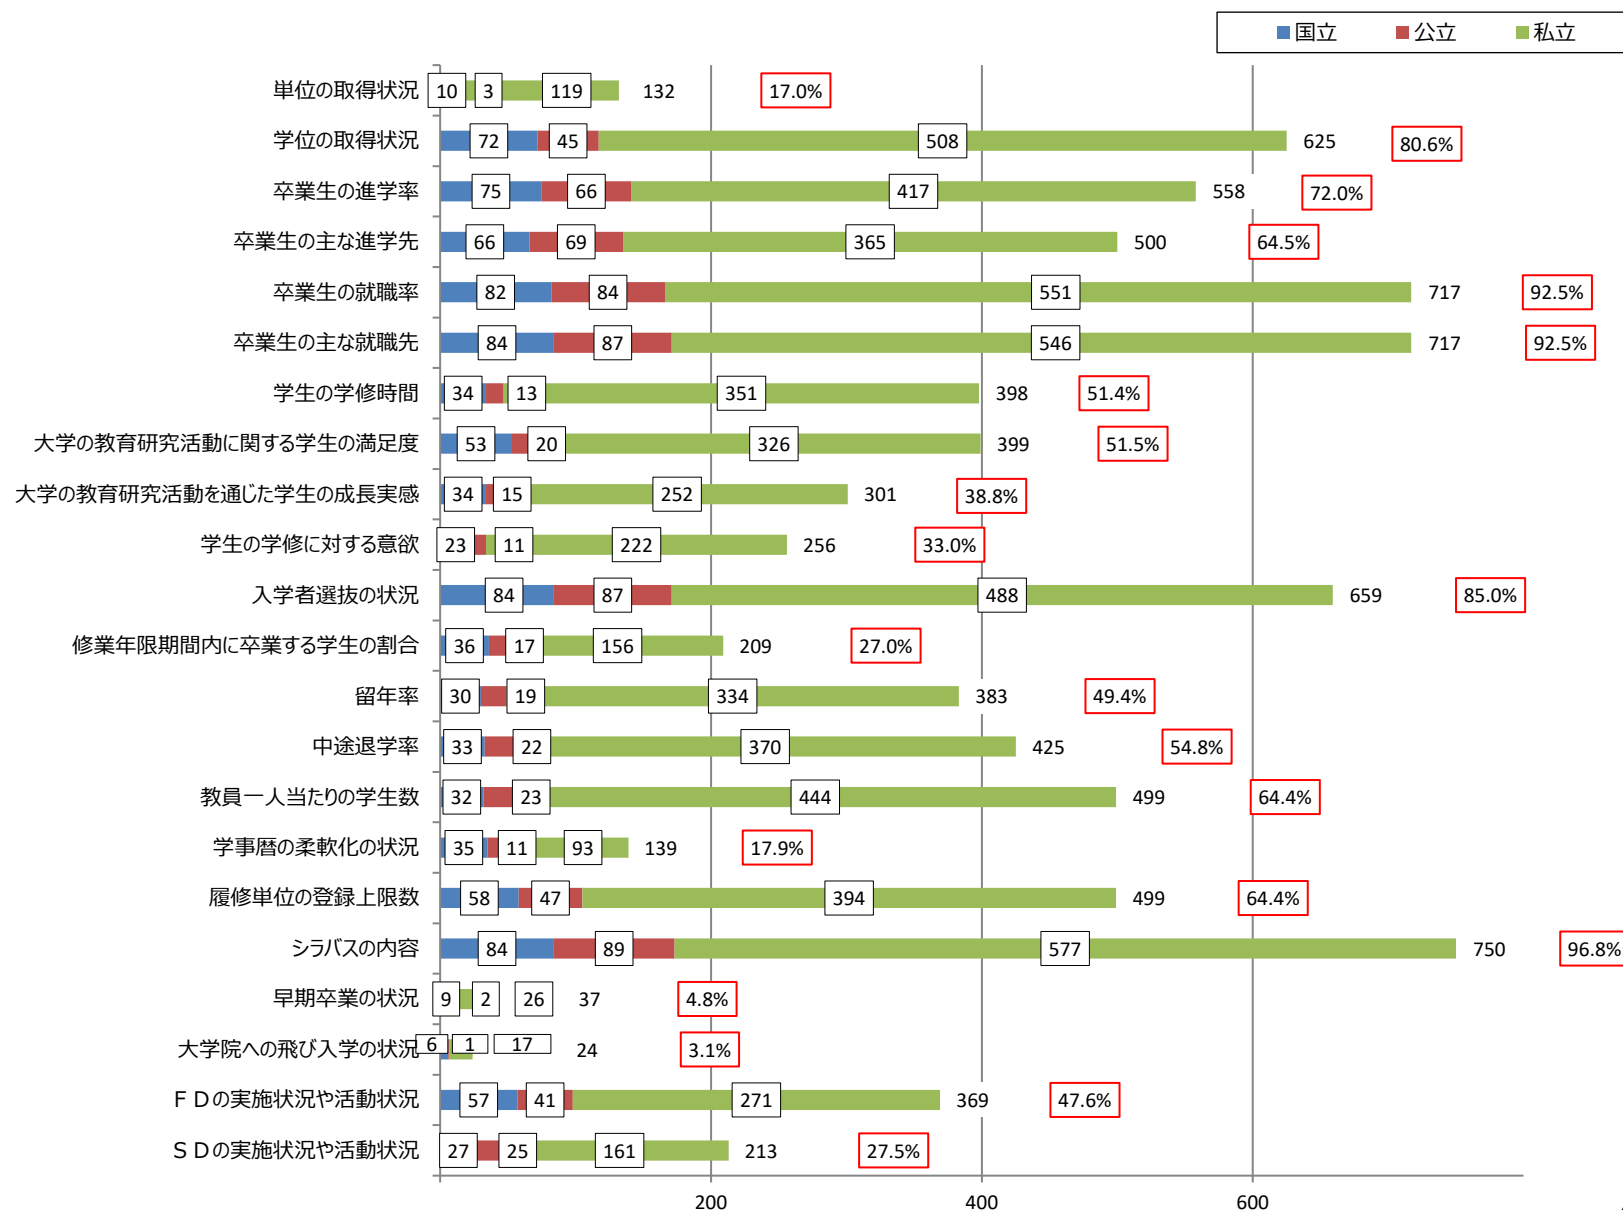 国立 公立 私立
単位の取得状況 10 3 119 132 17.0%
学位の取得状況 72 45 508 625 80.6%
卒業生の進学率 75 66 417 558 72.0%
卒業生の主な進学先 66 69 365 500 64.5%
卒業生の就職率 82 84 551 717 92.5%
卒業生の主な就職先 84 87 546 717 92.5%
学生の学修時間 34 13 351 398 51.4%
大学の教育研究活動に関する学生の満足度 53 20 326 399 51.5%
大学の教育研究活動を通じた学生の成長実感 34 15 252 301 38.8%
学生の学修に対する意欲 23 11 222 256 33.0%
入学者選抜の状況 84 87 488 659 85.0%
修業年限期間内に卒業する学生の割合 36 17 156 209 27.0%
留年率 30 19 334 383 49.4%
中途退学率 33 22 370 425 54.8%
教員一人当たりの学生数 32 23 444 499 64.4%
学事暦の柔軟化の状況 35 11 93 139 17.9%
履修単位の登録上限数 58 47 394 499 64.4%
シラバスの内容 84 89 577 750 96.8%
早期卒業の状況 9 2 26 37 4.8%
大学院への飛び入学の状況 6 1 17 24 3.1%
ＦＤの実施状況や活動状況 57 41 271 369 47.6%
ＳＤの実施状況や活動状況 27 25 161 213 27.5%
200 400 600